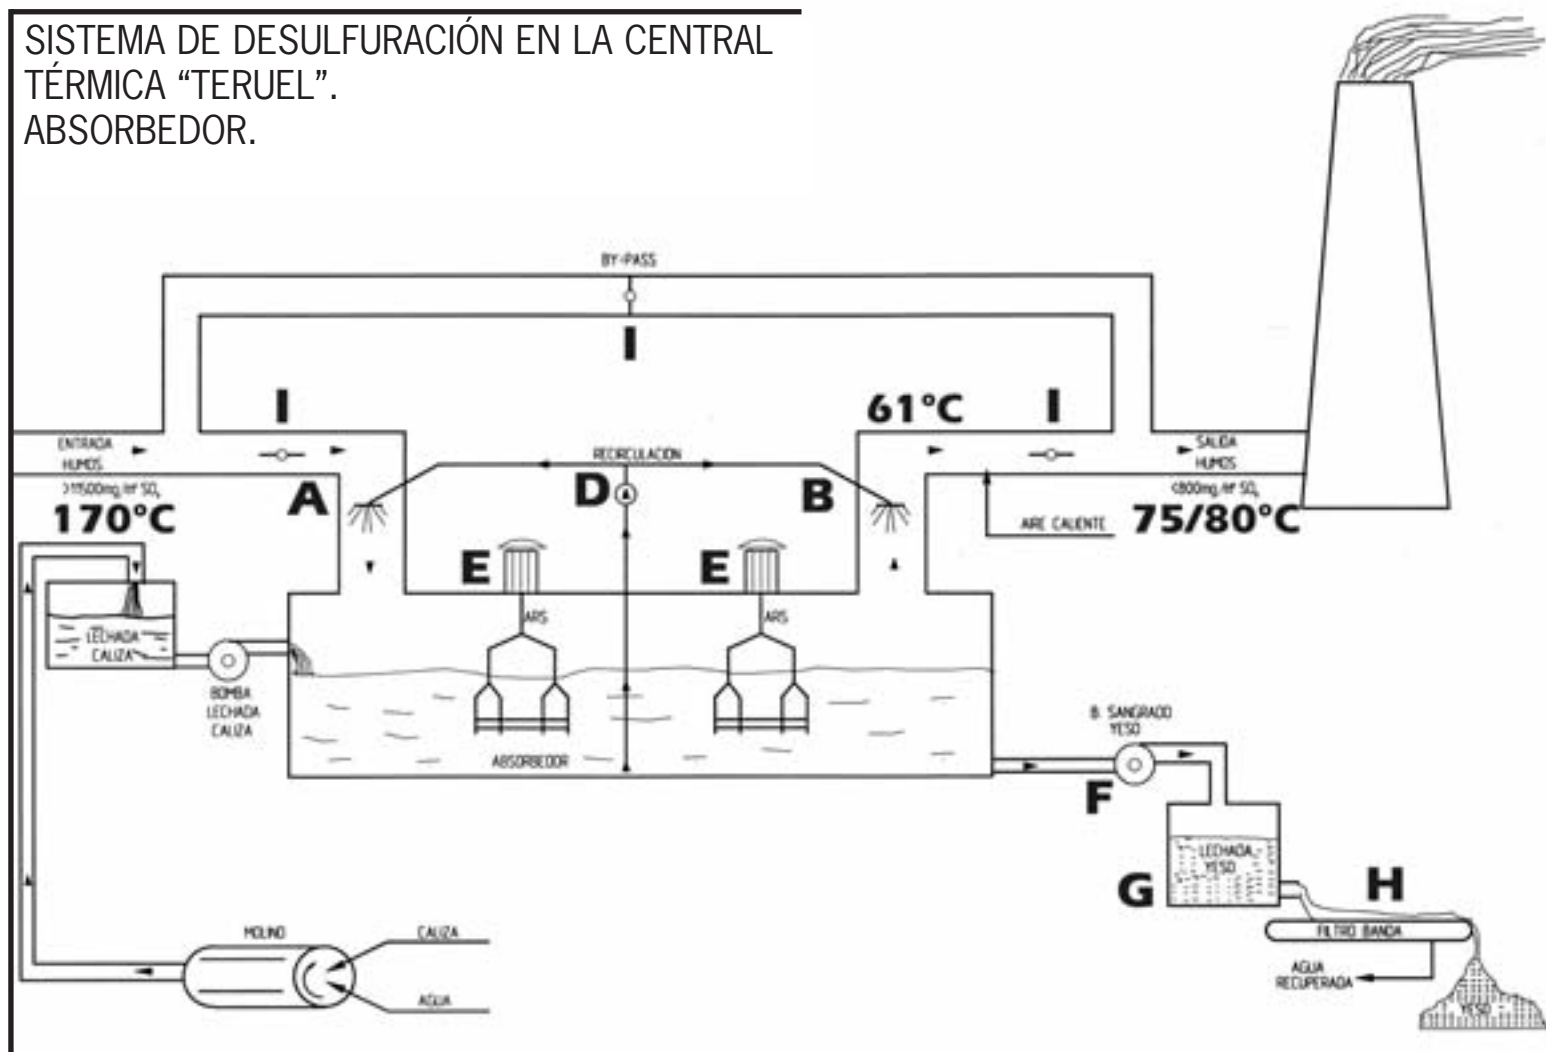 SISTEMA DE DESULFURACIÓN EN LA CENTRAL
TÉRMICA “TERUEL”.
ABSORBEDOR.
BY-PASS
I
I
61°C
I
ENTRADA
HUMOS
RECIRCULACION
SALIDA
HUMOS
A
D
B
170°C
AIRE CALIENTE
75/80°C
E
E
ARS
ARS
LECHADA
CALIZA
BOMBA
LECHADA
CALIZA
ABSORBEDOR
B. SANGRADO
YESO
F
LECHADA
YESO
G
H
FILTRO BANDA
MOLINO
CALIZA
AGUA
AGUA
RECUPERADA
YESO